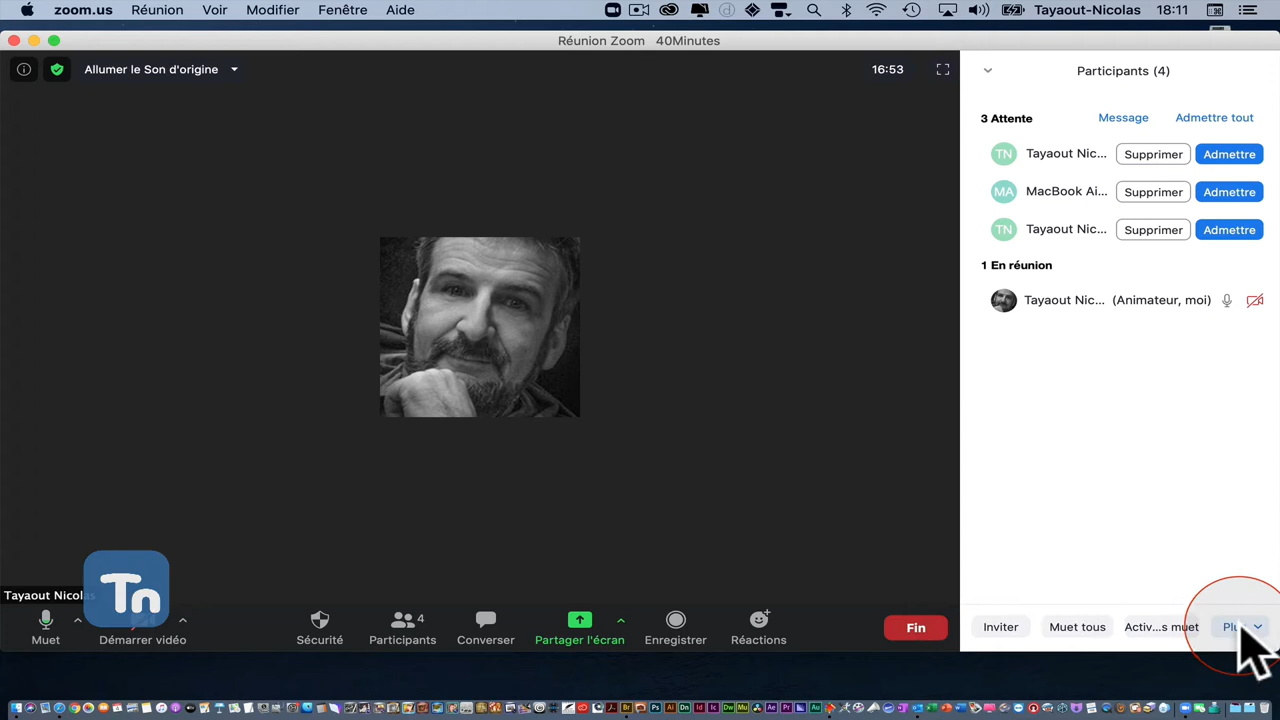 zoom.us Réunion Voir Modifier Fenêtre Aide Tayaout-Nicolas 18:11
Réunion Zoom 40Minutes
Allumer le Son d'origine 16:53
Participants (4)
3 Attente Message Admettre tout
TN Tayaout Nic... Supprimer Admettre
MA MacBook Ai... Supprimer Admettre
TN Tayaout Nic... Supprimer Admettre
1 En réunion
Tayaout Nic... (Animateur, moi)
Tn
Tayaout Nicolas
4
Muet Démarrer vidéo Sécurité Participants Converser Partager l'écran Enregistrer Réactions Fin
Inviter Muet tous Activ...s muet